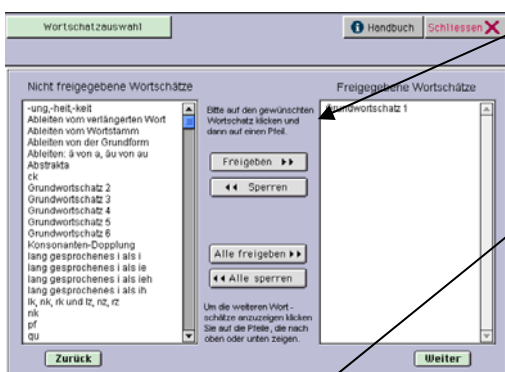 Wortschatzauswahl
Handbuch
Schliessen
Nicht freigegebene Wortschätze
-ung,-heit,-keit
Ableiten vom verlängerten Wort
Ableiten vom Wortstamm
Ableiten von der Grundform
Ableiten: ä von a, äu von au
Abstrakta
ck
Grundwortschatz 2
Grundwortschatz 3
Grundwortschatz 4
Grundwortschatz 5
Grundwortschatz 6
Konsonanten-Dopplung
lang gesprochenes i als i
lang gesprochenes i als ie
lang gesprochenes i als ieh
lang gesprochenes i als ih
lk, nk, rk und lz, nz, rz
nk
pf
qu
Bitte auf den gewünschten
Wortschatz klicken und
dann auf einen Pfeil.
Freigeben
Sperren
Alle freigeben
Alle sperren
Um die weiteren Wort-
schätze anzuzeigen klicken
Sie auf die Pfeile, die nach
oben oder unten zeigen.
Freigegebene Wortschätze
Grundwortschatz 1
Zurück
Weiter